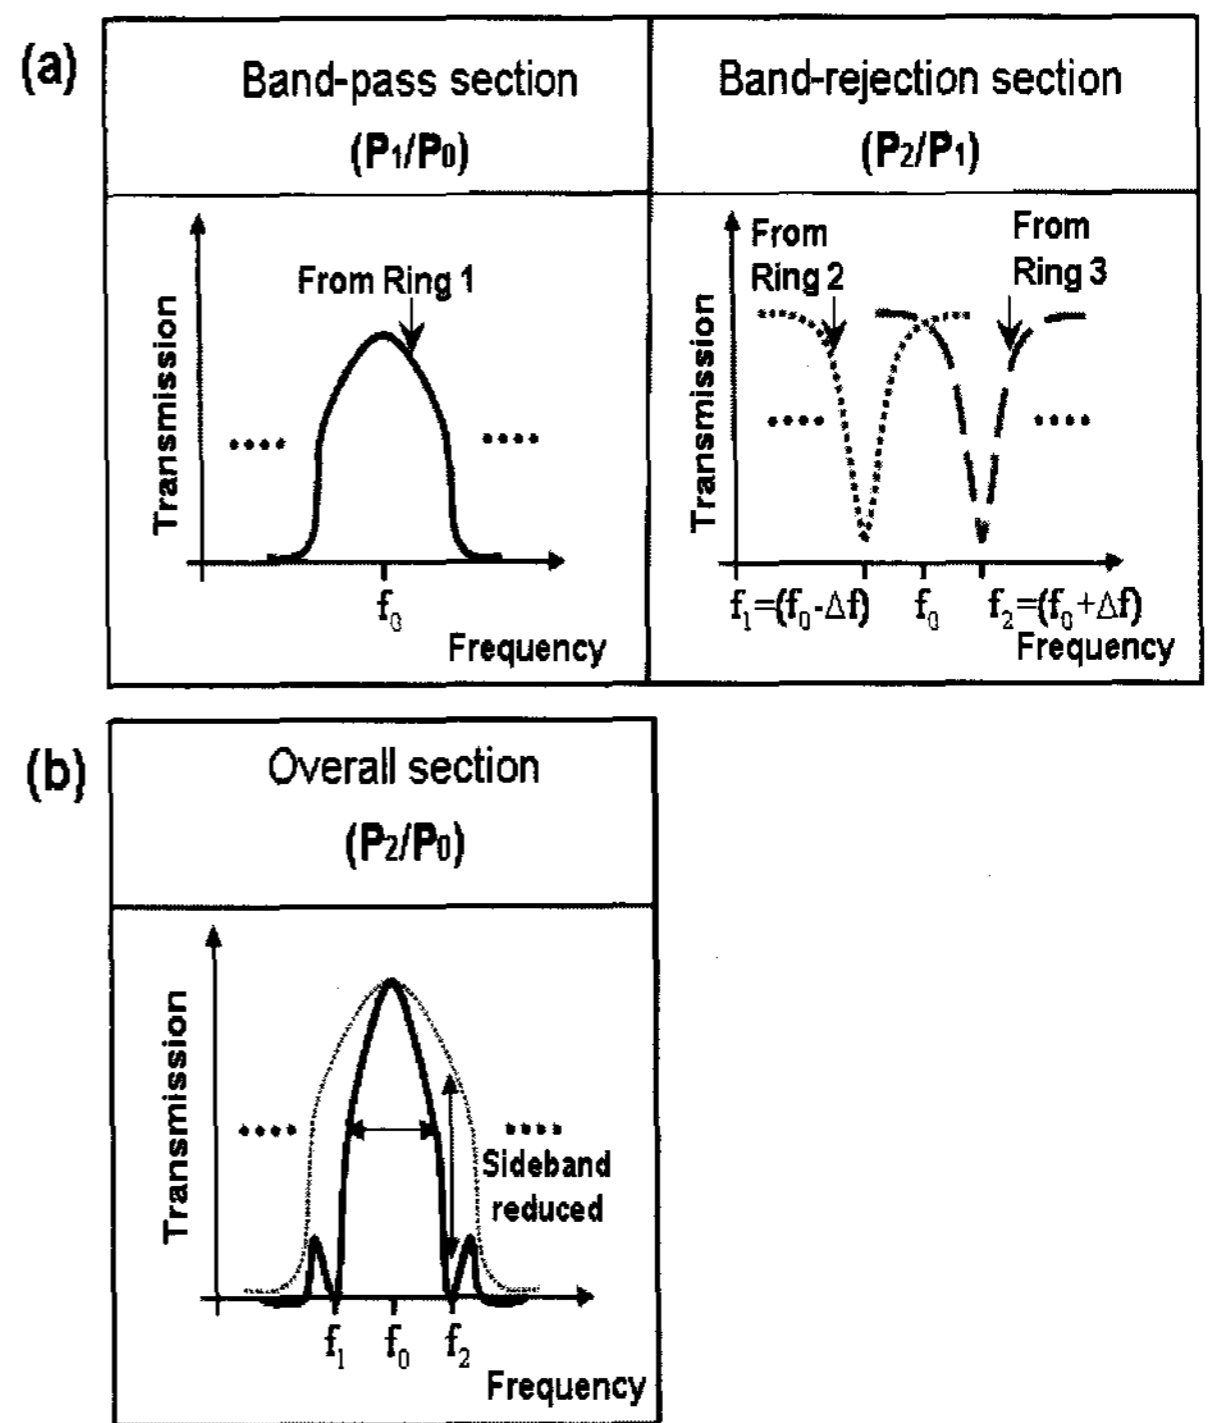 (a)
Band-pass section
(P1/P0)
Band-rejection section
(P2/P1)
From Ring 1
Transmission
f0
Frequency
From
Ring 2
From
Ring 3
Transmission
f1=(f0-Δf) f0 f2=(f0+Δf)
Frequency
(b)
Overall section
(P2/P0)
Transmission
Sideband
reduced
f1 f0 f2
Frequency